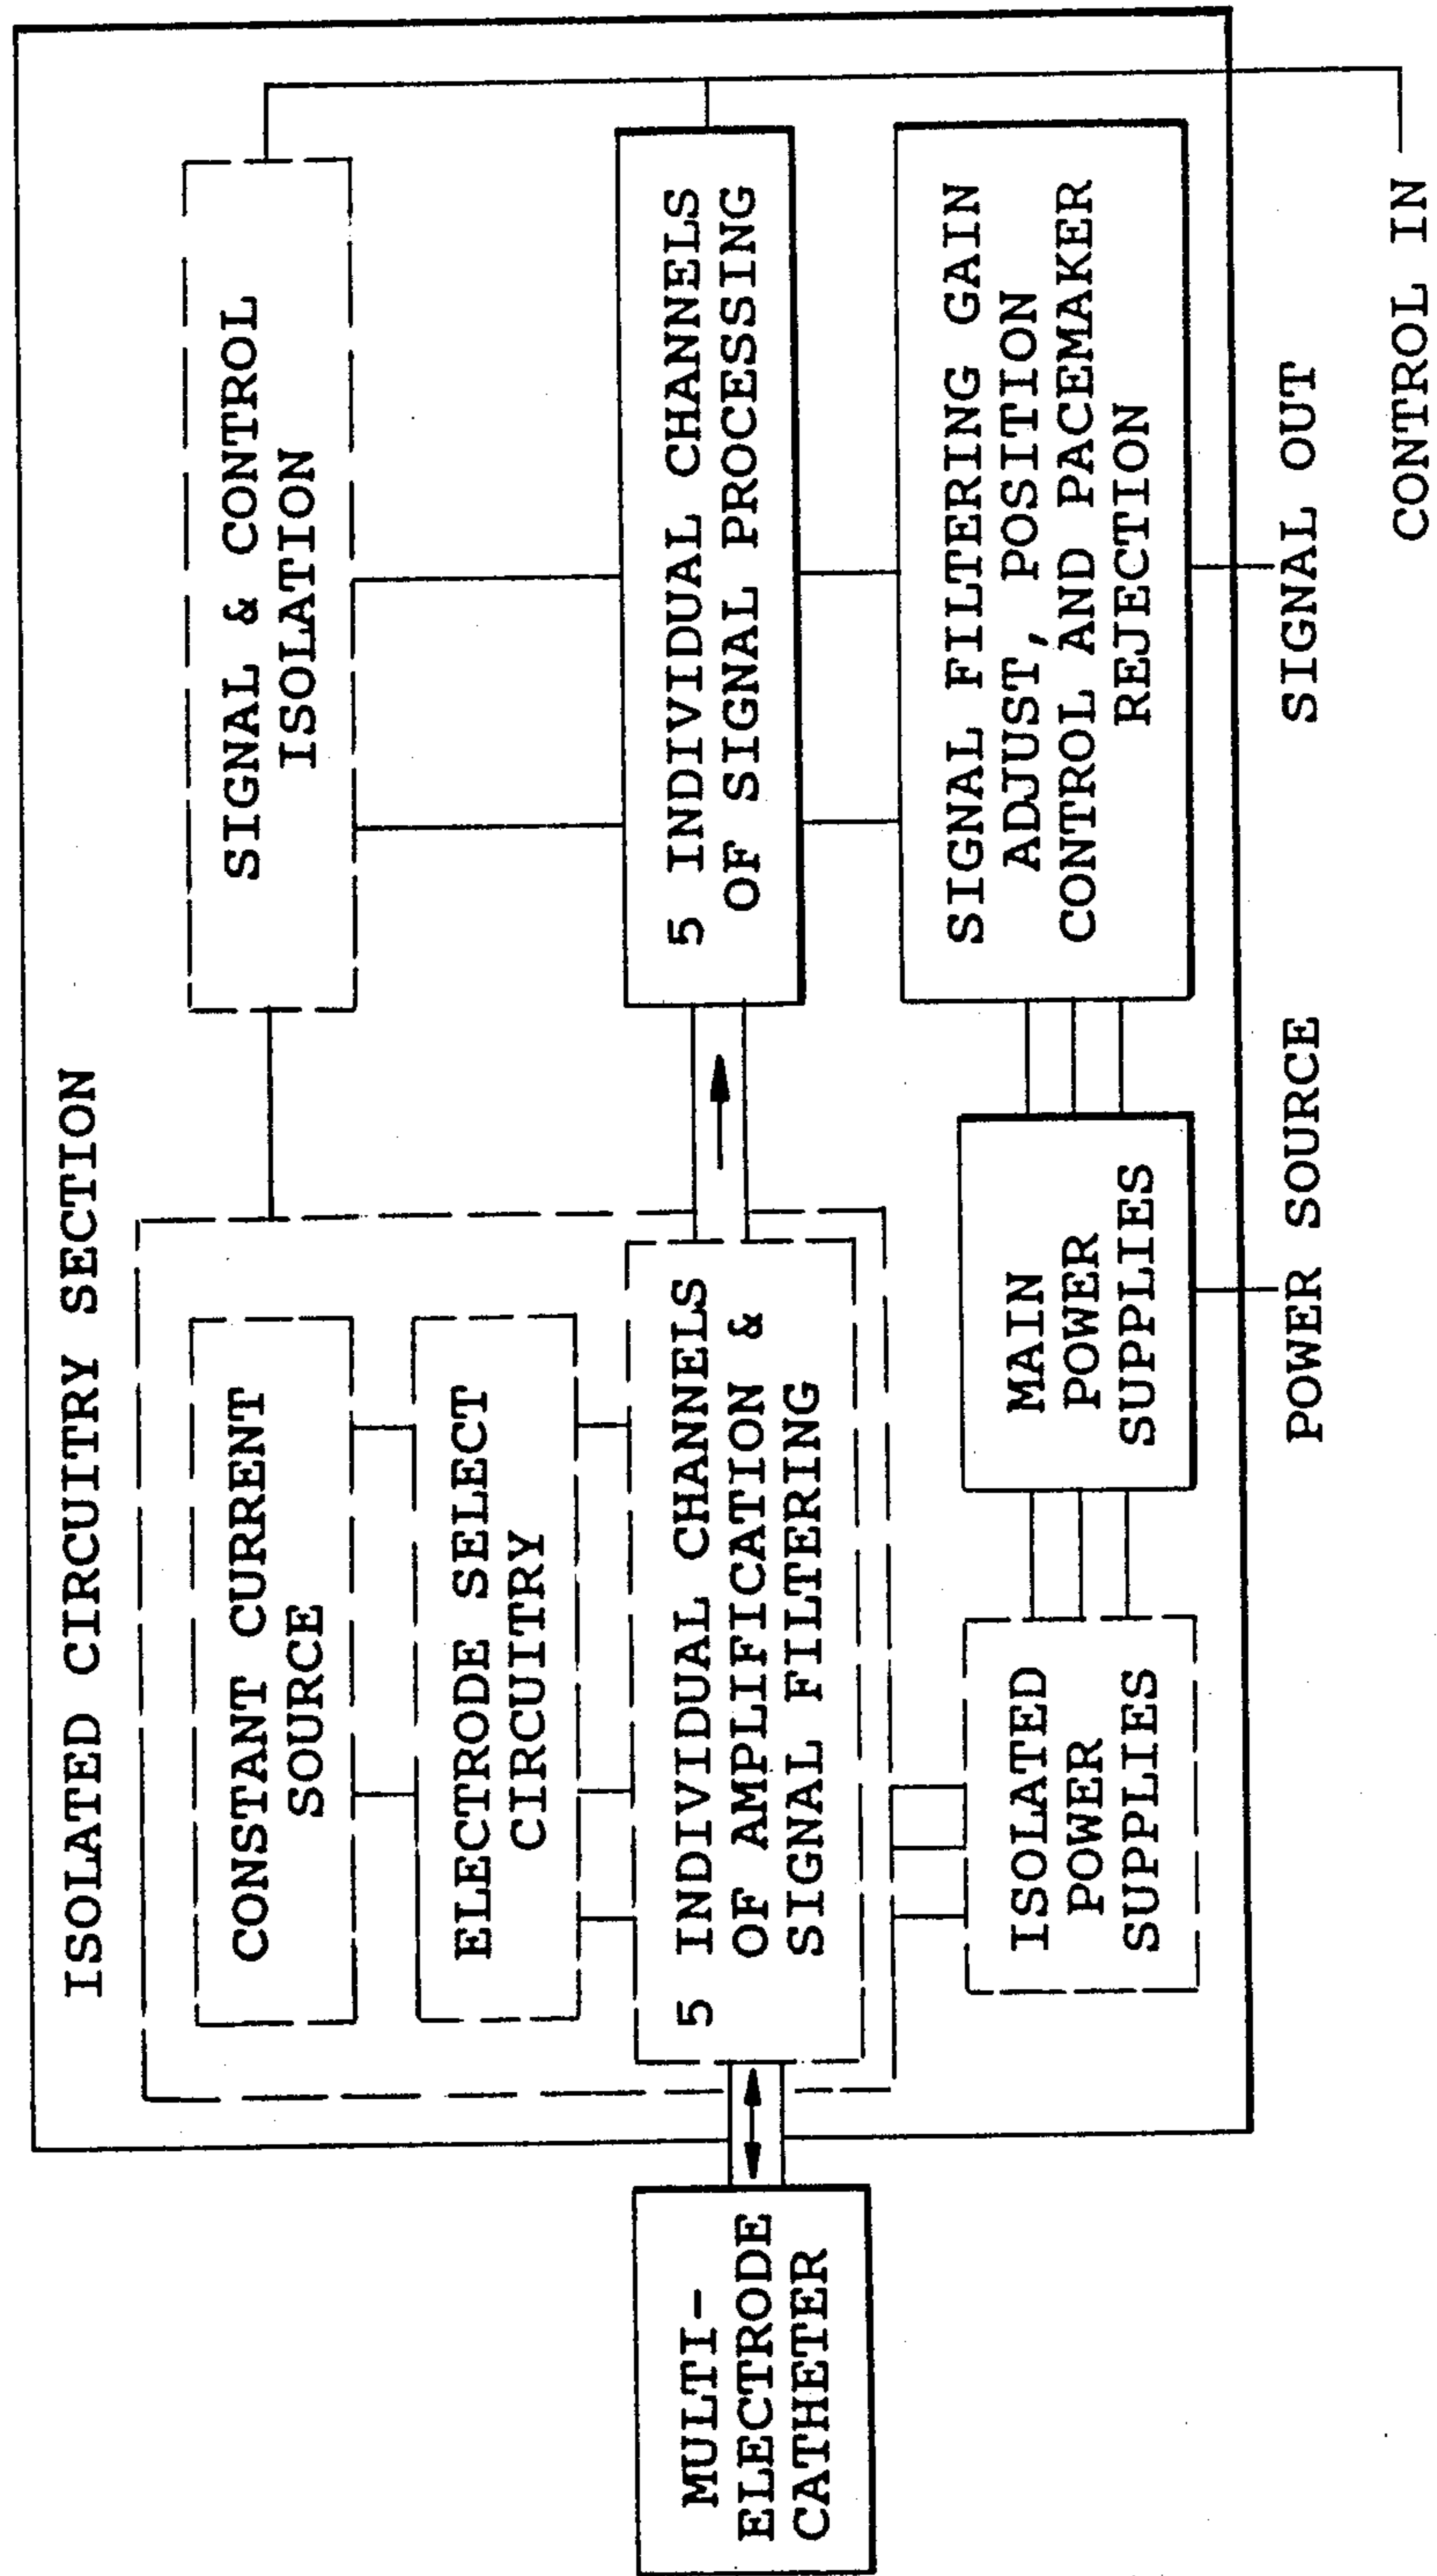 ISOLATED CIRCUITRY SECTION
CONSTANT CURRENT
SOURCE
ELECTRODE SELECT
CIRCUITRY
5 INDIVIDUAL CHANNELS
OF AMPLIFICATION &
SIGNAL FILTERING
SIGNAL & CONTROL
ISOLATION
5 INDIVIDUAL CHANNELS
OF SIGNAL PROCESSING
SIGNAL FILTERING GAIN
ADJUST, POSITION
CONTROL AND PACEMAKER
REJECTION
MULTI-
ELECTRODE
CATHETER
ISOLATED
POWER
SUPPLIES
MAIN
POWER
SUPPLIES
POWER SOURCE
SIGNAL OUT
CONTROL IN